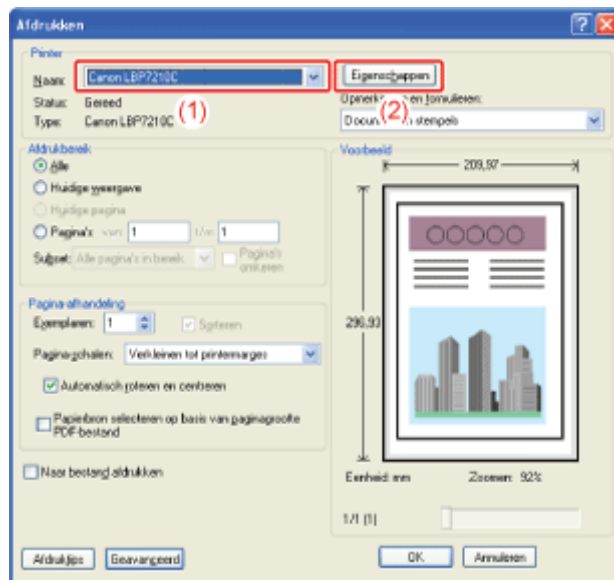 Afdrukken
Printer
Naam: Canon LBP7210C
Eigenschappen
Status: Gereed
(1)
(2)
Opmerkingen en formulieren:
Type: Canon LBP7210C
Document en stempels
Afdrukbereik
Alle
Huidige weergave
Huidige pagina
Pagina's van 1 t/m 1
Subset: Alle pagina's in bereik
Pagina's omkeren
Voorbeeld
209,97
296,93
Pagina-afhandeling
Exemplaren: 1
Sorteren
Pagina-schalen: Verkleinen tot printermarges
Automatisch roteren en centreren
Papierbron selecteren op basis van paginagrootte
PDF-bestand
Naar bestand afdrukken
Eenheid: mm
Zoomen: 92%
1/1 (1)
Afdruktips
Geavanceerd
OK
Annuleren